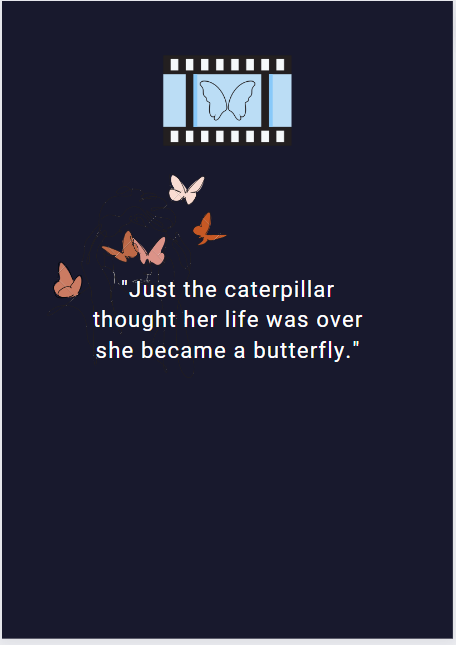 "Just the caterpillar
thought her life was over
she became a butterfly."